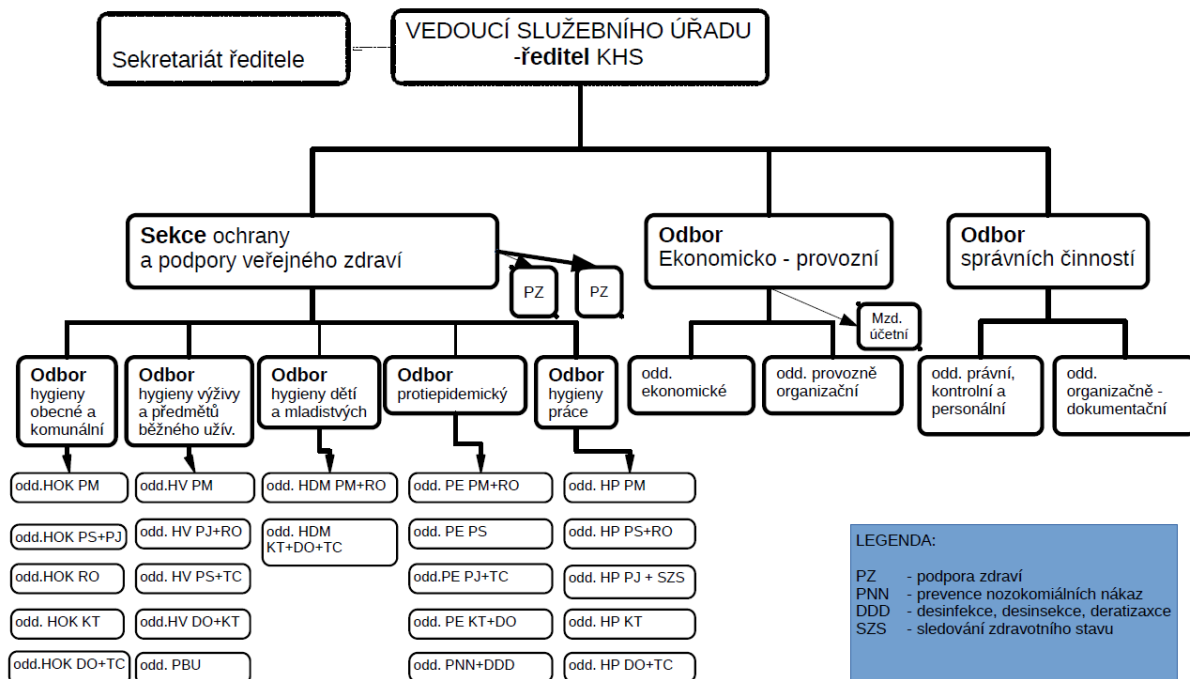 VEDOUCÍ SLUŽEBNÍHO ÚŘADU
-ředitel KHS
Sekretariát ředitele
Sekce ochrany
a podpory veřejného zdraví
PZ
PZ
Odbor
Ekonomicko - provozní
Mzd.
účetní
Odbor
správních činností
Odbor
hygieny
obecné a
komunální
Odbor
hygieny výživy
a předmětů
běžného užív.
Odbor
hygieny dětí
a mladistvých
Odbor
protiepidemický
Odbor
hygieny
práce
odd.
ekonomické
odd. provozně
organizační
odd. právní,
kontrolní a
personální
odd.
organizačně -
dokumentační
odd.HOK PM
odd.HOK PS+PJ
odd.HOK RO
odd. HOK KT
odd.HOK DO+TC
odd.HV PM
odd. HV PJ+RO
odd. HV PS+TC
odd.HV DO+KT
odd. PBU
odd. HDM PM+RO
odd. HDM
KT+DO+TC
odd. PE PM+RO
odd. PE PS
odd.PE PJ+TC
odd. PE KT+DO
odd. PNN+DDD
odd. HP PM
odd. HP PS+RO
odd. HP PJ + SZS
odd. HP KT
odd. HP DO+TC
LEGENDA:
PZ - podpora zdraví
PNN - prevence nozokomiálních nákaz
DDD - desinfekce, desinsekce, deratizaxce
SZS - sledování zdravotního stavu